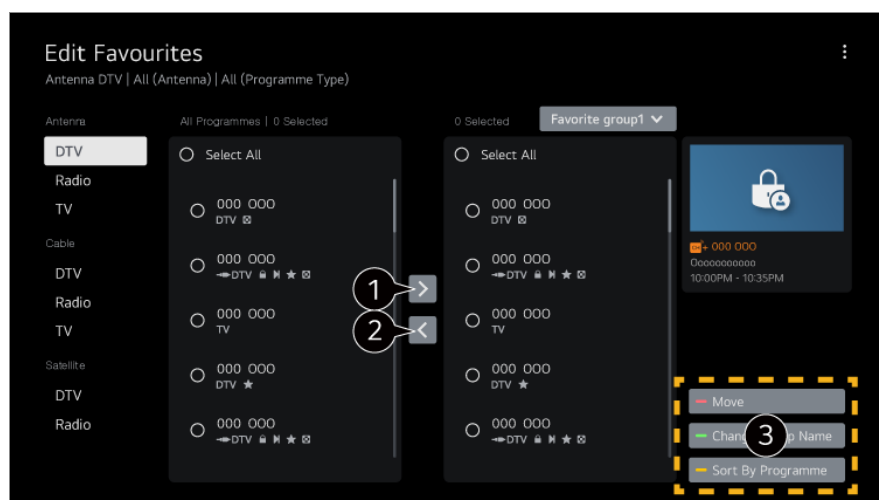 Edit Favourites
Antenna DTV | All (Antenna) | All (Programme Type)
Antenna
DTV
Radio
TV
Cable
DTV
Radio
TV
Satellite
DTV
Radio
All Programmes | 0 Selected
Select All
000 000
DTV
000 000
DTV
000 000
TV
000 000
DTV
000 000
DTV
1
2
0 Selected
Favorite group1
Select All
000 000
DTV
000 000
DTV
000 000
TV
000 000
DTV
000 000
DTV
+ 000 000
Ooooooooooo
10:00PM - 10:35PM
Move
Name
3
Sort By Programme